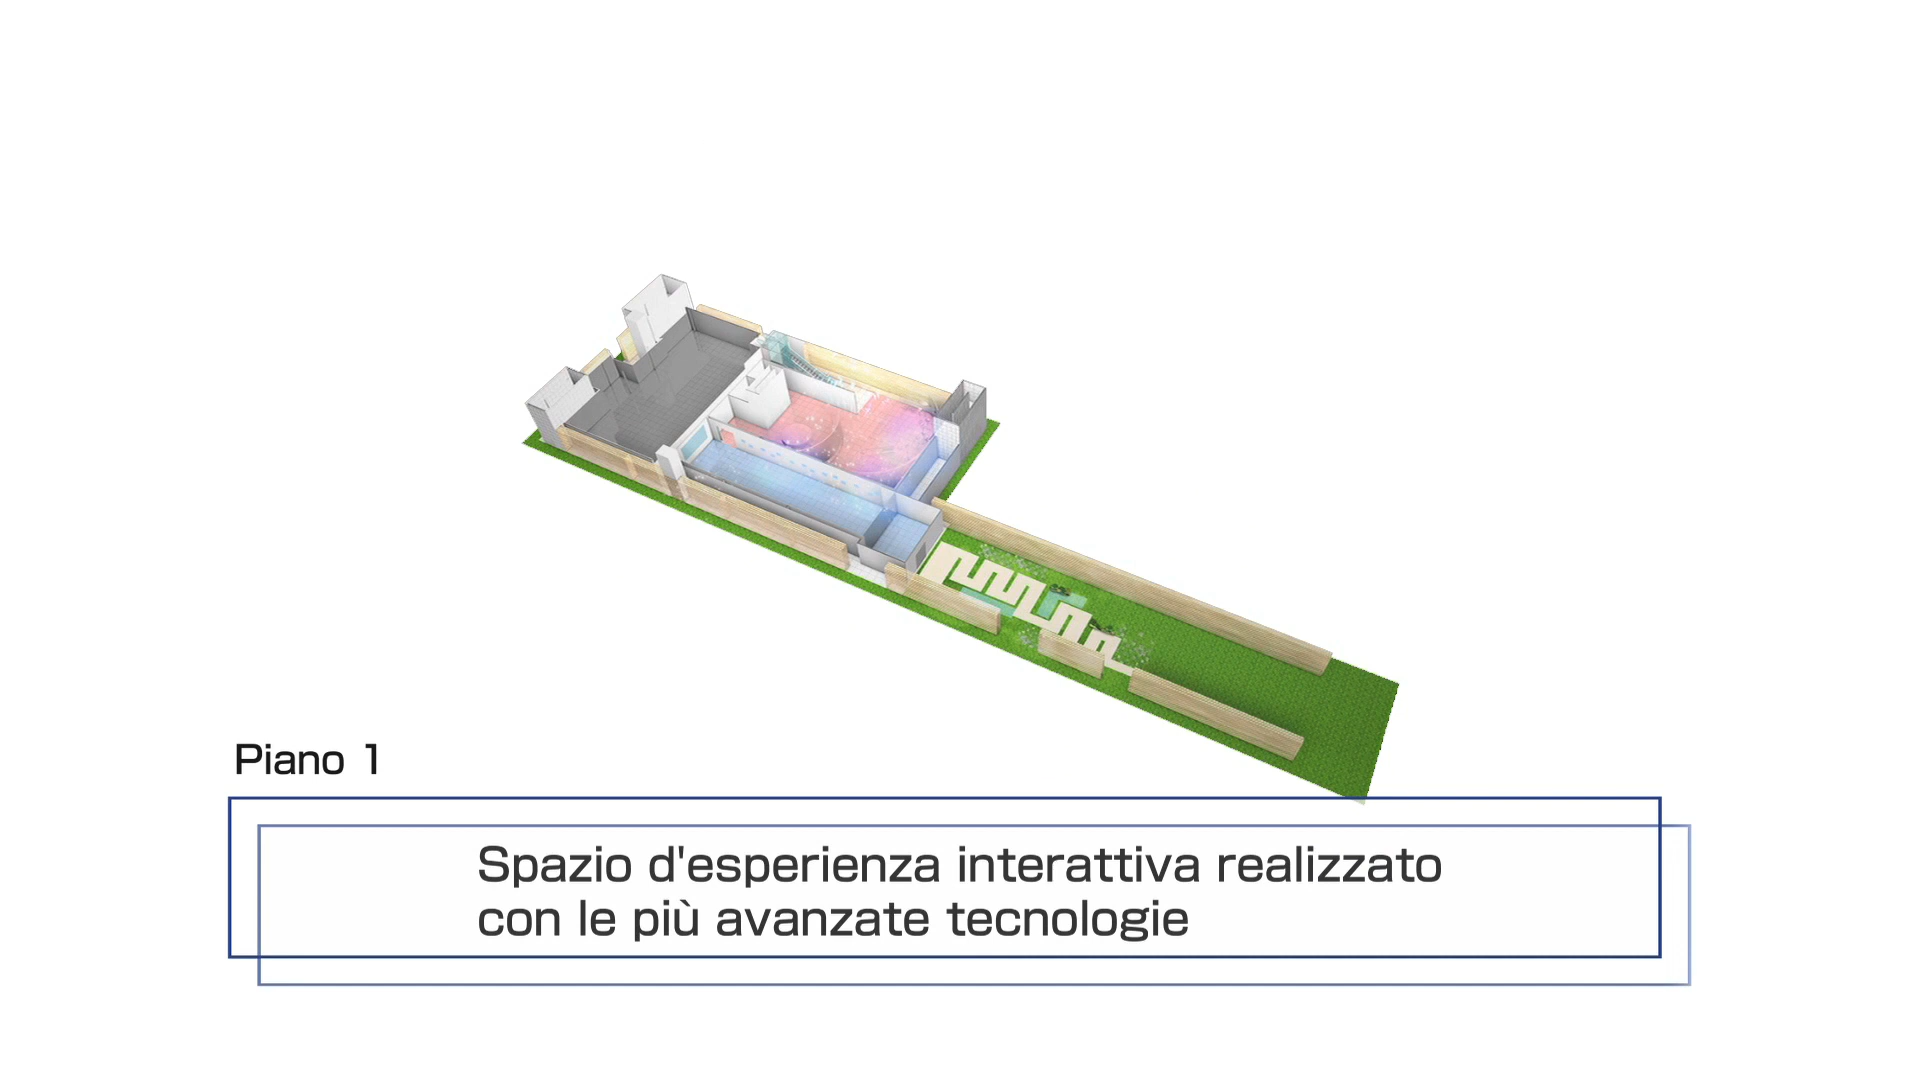 Piano 1
Spazio d'esperienza interattiva realizzato
con le più avanzate tecnologie